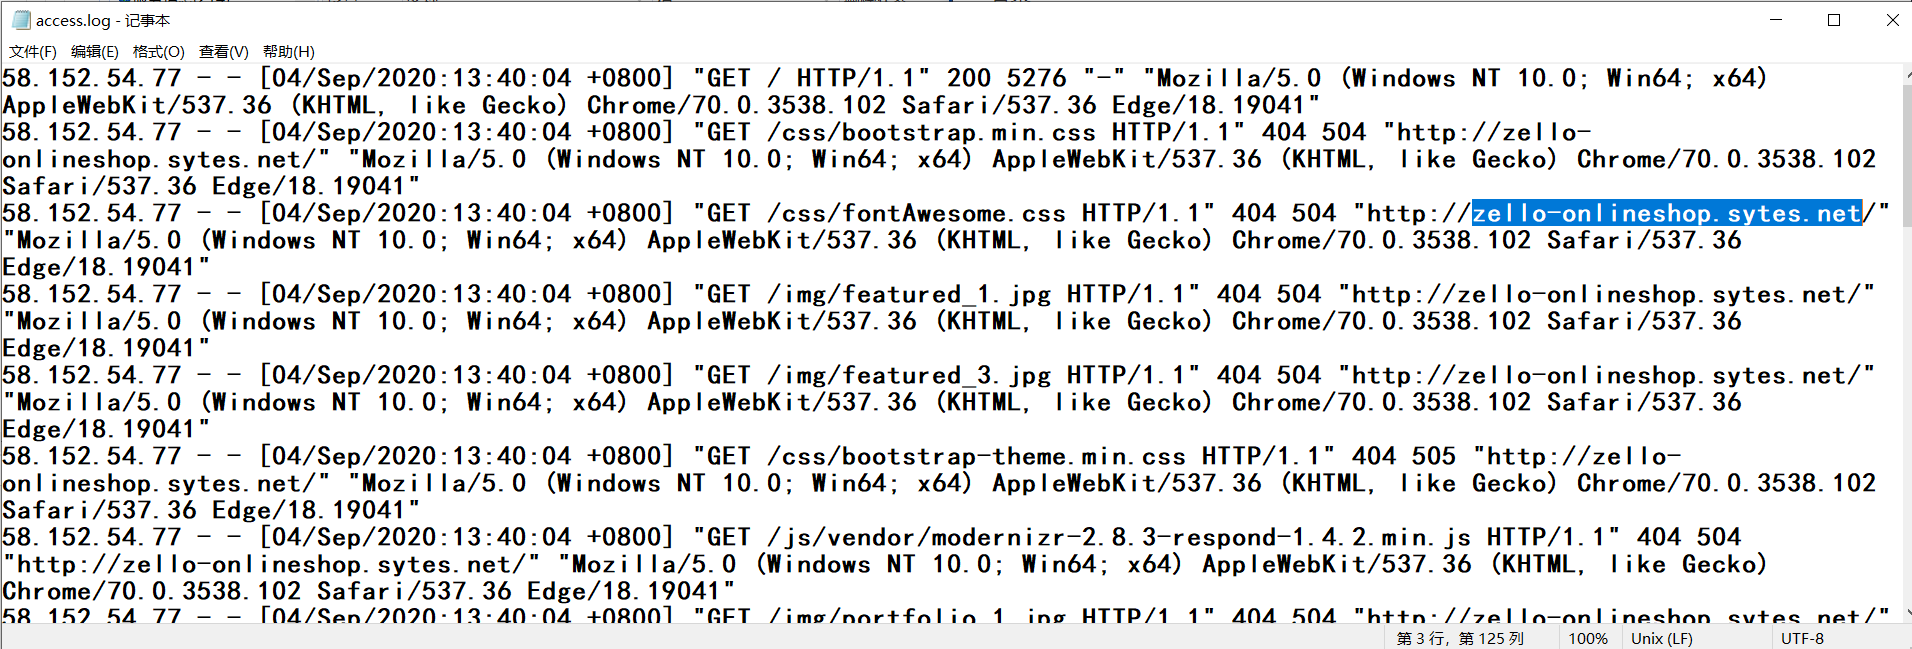 access.log - 记事本
文件(F) 编辑(E) 格式(O) 查看(V) 帮助(H)
58.152.54.77 - - [04/Sep/2020:13:40:04 +0800] "GET / HTTP/1.1" 200 5276 "-" "Mozilla/5.0 (Windows NT 10.0; Win64; x64)
AppleWebKit/537.36 (KHTML, like Gecko) Chrome/70.0.3538.102 Safari/537.36 Edge/18.19041"
58.152.54.77 - - [04/Sep/2020:13:40:04 +0800] "GET /css/bootstrap.min.css HTTP/1.1" 404 504 "http://zello-
onlineshop.sytes.net/" "Mozilla/5.0 (Windows NT 10.0; Win64; x64) AppleWebKit/537.36 (KHTML, like Gecko) Chrome/70.0.3538.102
Safari/537.36 Edge/18.19041"
58.152.54.77 - - [04/Sep/2020:13:40:04 +0800] "GET /css/fontAwesome.css HTTP/1.1" 404 504 "http://zello-onlineshop.sytes.net/"
"Mozilla/5.0 (Windows NT 10.0; Win64; x64) AppleWebKit/537.36 (KHTML, like Gecko) Chrome/70.0.3538.102 Safari/537.36
Edge/18.19041"
58.152.54.77 - - [04/Sep/2020:13:40:04 +0800] "GET /img/featured_1.jpg HTTP/1.1" 404 504 "http://zello-onlineshop.sytes.net/"
"Mozilla/5.0 (Windows NT 10.0; Win64; x64) AppleWebKit/537.36 (KHTML, like Gecko) Chrome/70.0.3538.102 Safari/537.36
Edge/18.19041"
58.152.54.77 - - [04/Sep/2020:13:40:04 +0800] "GET /img/featured_3.jpg HTTP/1.1" 404 504 "http://zello-onlineshop.sytes.net/"
"Mozilla/5.0 (Windows NT 10.0; Win64; x64) AppleWebKit/537.36 (KHTML, like Gecko) Chrome/70.0.3538.102 Safari/537.36
Edge/18.19041"
58.152.54.77 - - [04/Sep/2020:13:40:04 +0800] "GET /css/bootstrap-theme.min.css HTTP/1.1" 404 505 "http://zello-
onlineshop.sytes.net/" "Mozilla/5.0 (Windows NT 10.0; Win64; x64) AppleWebKit/537.36 (KHTML, like Gecko) Chrome/70.0.3538.102
Safari/537.36 Edge/18.19041"
58.152.54.77 - - [04/Sep/2020:13:40:04 +0800] "GET /js/vendor/modernizr-2.8.3-respond-1.4.2.min.js HTTP/1.1" 404 504
"http://zello-onlineshop.sytes.net/" "Mozilla/5.0 (Windows NT 10.0; Win64; x64) AppleWebKit/537.36 (KHTML, like Gecko)
Chrome/70.0.3538.102 Safari/537.36 Edge/18.19041"
58.152.54.77 - - [04/Sep/2020:13:40:04 +0800] "GET /img/portfolio_1.jpg HTTP/1.1" 404 504 "http://zello-onlineshop.sytes.net/"
第 3 行，第 125 列 100% Unix (LF) UTF-8